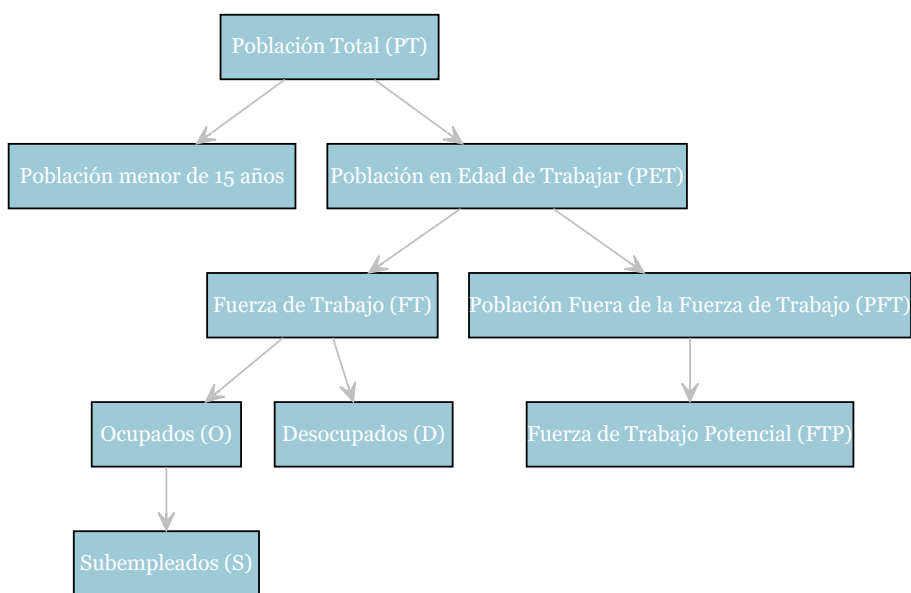 Población Total (PT)
Población menor de 15 años
Población en Edad de Trabajar (PET)
Fuerza de Trabajo (FT)
Población Fuera de la Fuerza de Trabajo (PFT)
Ocupados (O)
Desocupados (D)
Fuerza de Trabajo Potencial (FTP)
Subempleados (S)